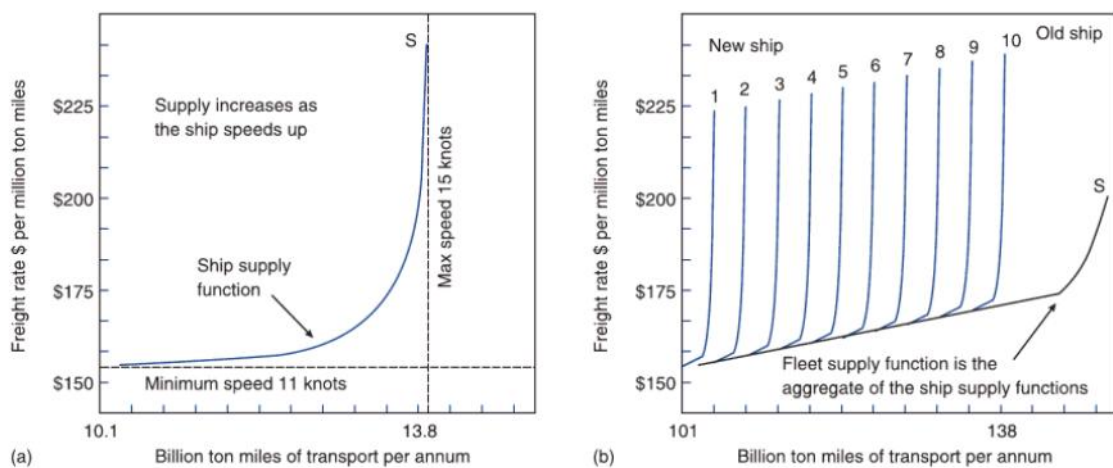 Freight rate $ per million ton miles
$225
$200
$175
$150
S
Supply increases as
the ship speeds up
Ship supply
function
Max speed 15 knots
Minimum speed 11 knots
10.1
13.8
(a)
Billion ton miles of transport per annum
Freight rate $ per million ton miles
$225
$200
$175
$150
New ship
Old ship
1
2
3
4
5
6
7
8
9
10
S
Fleet supply function is the
aggregate of the ship supply functions
101
138
(b)
Billion ton miles of transport per annum